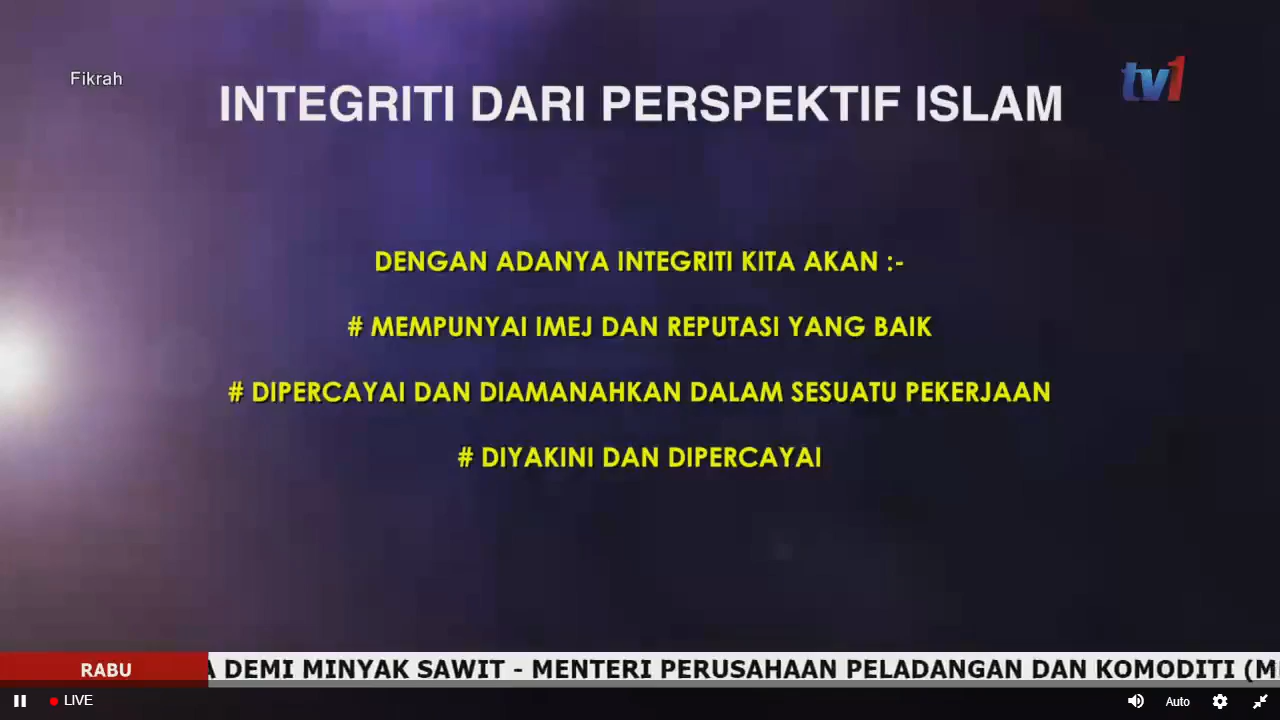 Fikrah
tv1
INTEGRITI DARI PERSPEKTIF ISLAM
DENGAN ADANYA INTEGRITI KITA AKAN :-
# MEMPUNYAI IMEJ DAN REPUTASI YANG BAIK
# DIPERCAYAI DAN DIAMANAHKAN DALAM SESUATU PEKERJAAN
# DIYAKINI DAN DIPERCAYAI
RABU
A DEMI MINYAK SAWIT - MENTERI PERUSAHAAN PELADANGAN DAN KOMODITI (M
LIVE
Auto